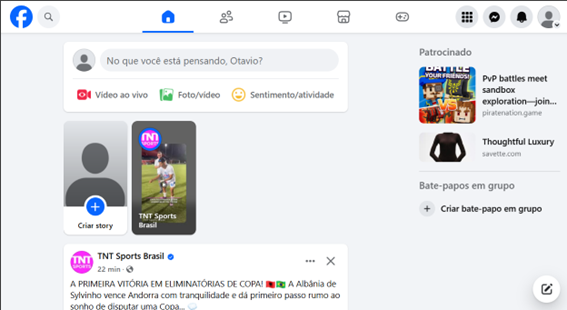 No que você está pensando, Otavio?
Vídeo ao vivo
Foto/vídeo
Sentimento/atividade
Criar story
TNT SPORTS
TNT Sports
Brasil
TNT SPORTS
TNT Sports Brasil
22 min ·
A PRIMEIRA VITÓRIA EM ELIMINATÓRIAS DE COPA! A Albânia de
Sylvinho vence Andorra com tranquilidade e dá primeiro passo rumo ao
sonho de disputar uma Copa...
Patrocinado
BATTLE
YOUR FRIENDS!
VS
PvP battles meet
sandbox
exploration—join...
piratenation.game
Thoughtful Luxury
savette.com
Bate-papos em grupo
Criar bate-papo em grupo